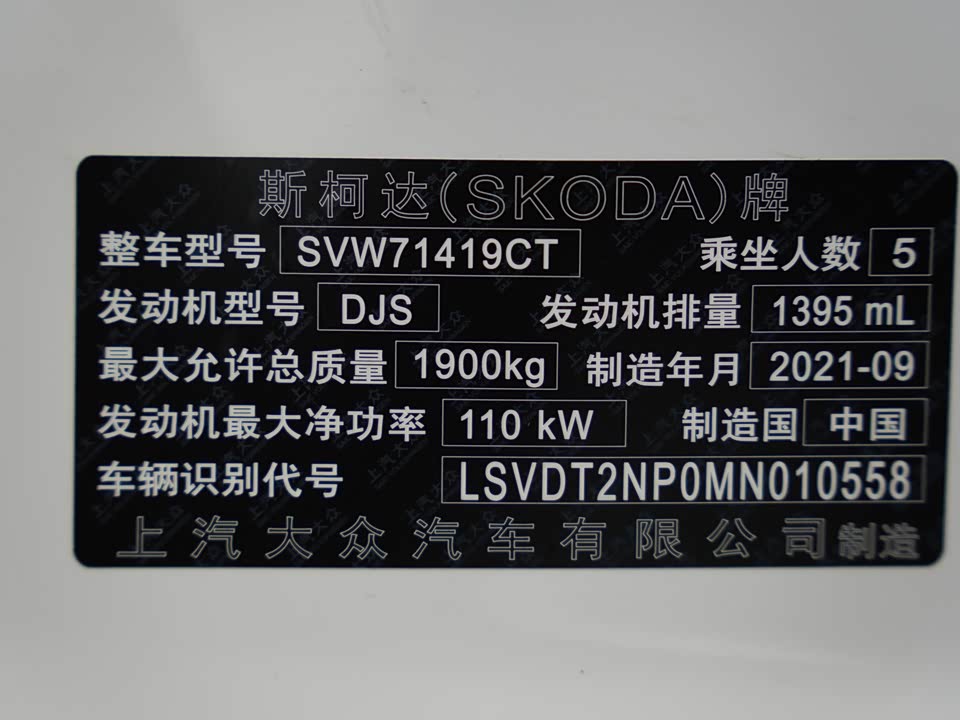 斯柯达(SKODA)牌
整车型号 SVW71419CT 乘坐人数 5
发动机型号 DJS 发动机排量 1395 mL
最大允许总质量 1900kg 制造年月 2021-09
发动机最大净功率 110 kW 制造国 中国
车辆识别代号 LSVDT2NP0MN010558
上汽大众汽车有限公司制造